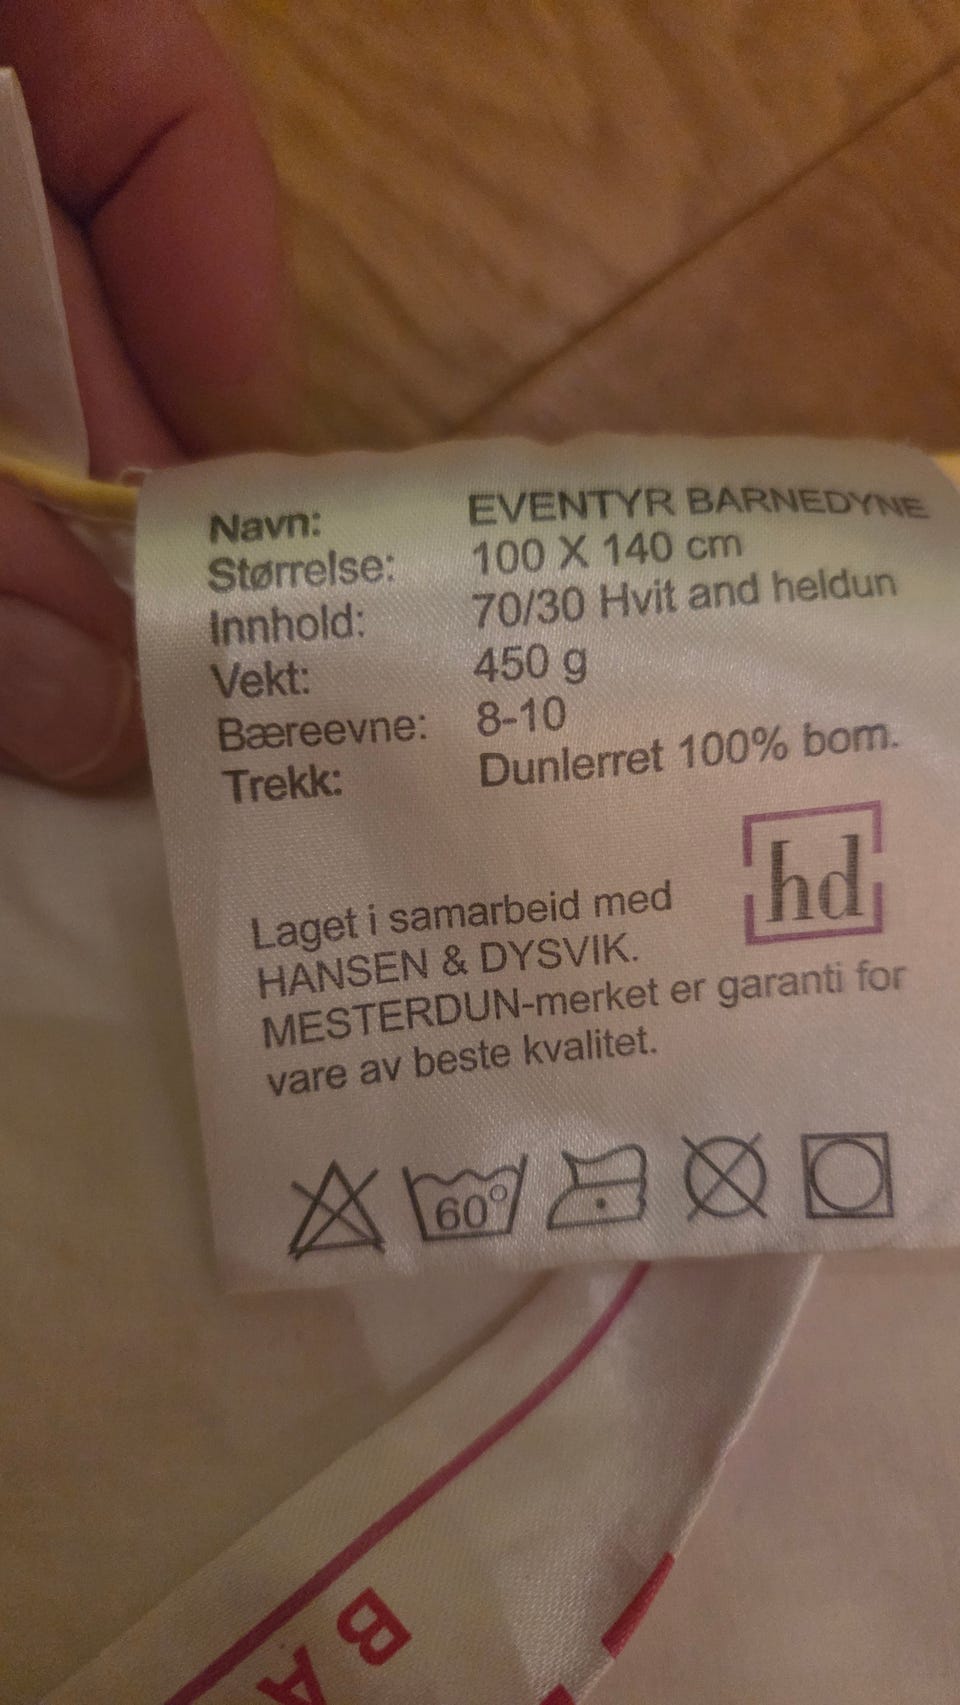 Navn: EVENTYR BARNEDYNE
Størrelse: 100 X 140 cm
Innhold: 70/30 Hvit and heldun
Vekt: 450 g
Bæreevne: 8-10
Trekk: Dunlerret 100% bom.
hd
Laget i samarbeid med
HANSEN & DYSVIK.
MESTERDUN-merket er garanti for
vare av beste kvalitet.
60°
BA